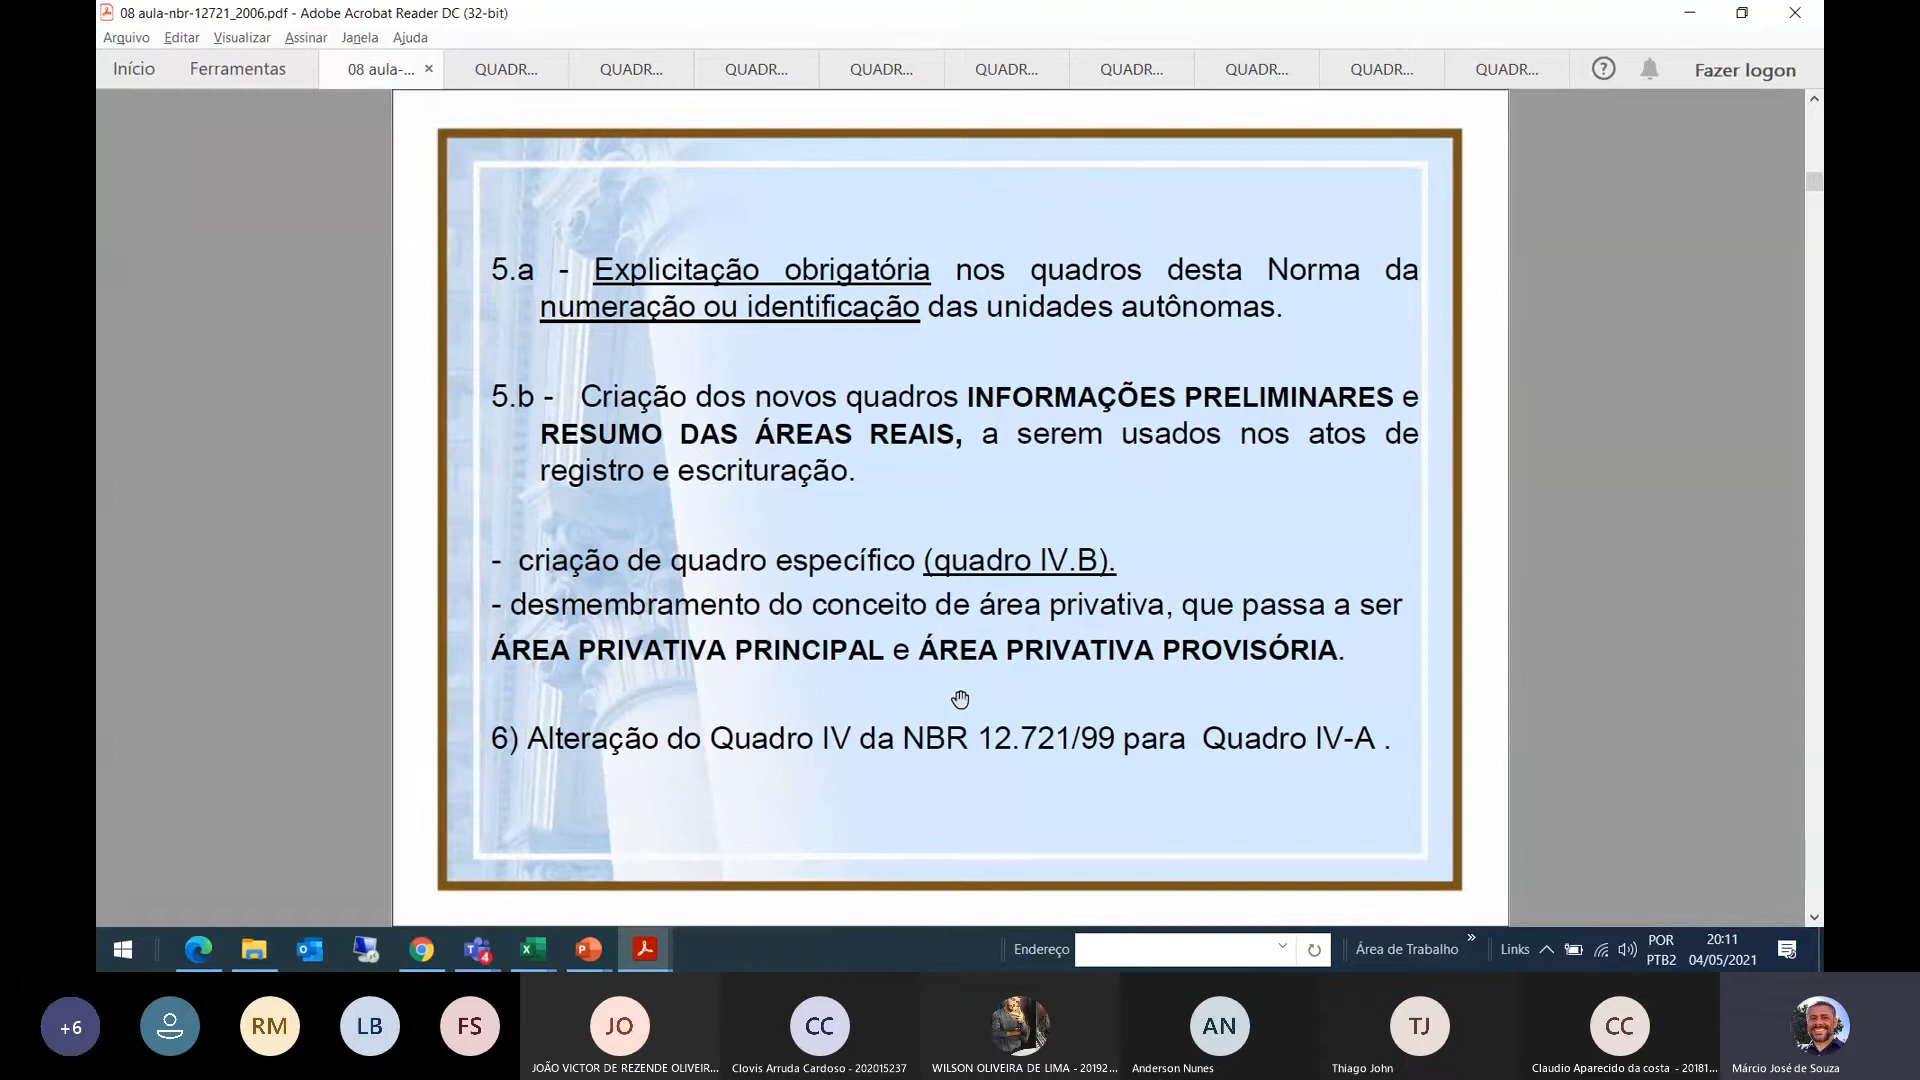 08 aula-nbr-12721_2006.pdf - Adobe Acrobat Reader DC (32-bit)
Arquivo Editar Visualizar Assinar Janela Ajuda
Início Ferramentas 08 aula-... × QUADR... QUADR... QUADR... QUADR... QUADR... QUADR... QUADR... QUADR... QUADR... Fazer logon
5.a - Explicitação obrigatória nos quadros desta Norma da
numeração ou identificação das unidades autônomas.
5.b - Criação dos novos quadros INFORMAÇÕES PRELIMINARES e
RESUMO DAS ÁREAS REAIS, a serem usados nos atos de
registro e escrituração.
- criação de quadro específico (quadro IV.B).
- desmembramento do conceito de área privativa, que passa a ser
ÁREA PRIVATIVA PRINCIPAL e ÁREA PRIVATIVA PROVISÓRIA.
6) Alteração do Quadro IV da NBR 12.721/99 para Quadro IV-A .
Endereço Área de Trabalho » Links POR 20:11
PTB2 04/05/2021
4
+6 RM LB FS JO CC AN TJ CC
JOÃO VICTOR DE REZENDE OLIVEIR... Clovis Arruda Cardoso - 202015237 WILSON OLIVEIRA DE LIMA - 20192... Anderson Nunes Thiago John Claudio Aparecido da costa - 20181... Márcio José de Souza